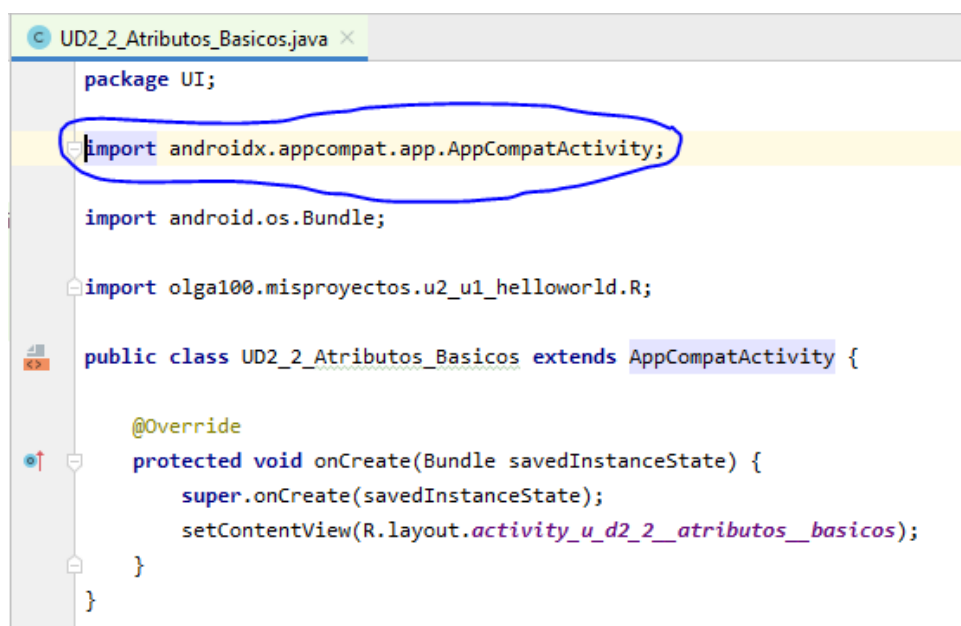 C UD2_2_Atributos_Basicos.java ×
package UI;
import androidx.appcompat.app.AppCompatActivity;
import android.os.Bundle;
import olga100.misproyectos.u2_u1_helloworld.R;
public class UD2_2_Atributos_Basicos extends AppCompatActivity {
@Override
protected void onCreate(Bundle savedInstanceState) {
super.onCreate(savedInstanceState);
setContentView(R.layout.activity_u_d2_2__atributos__basicos);
}
}